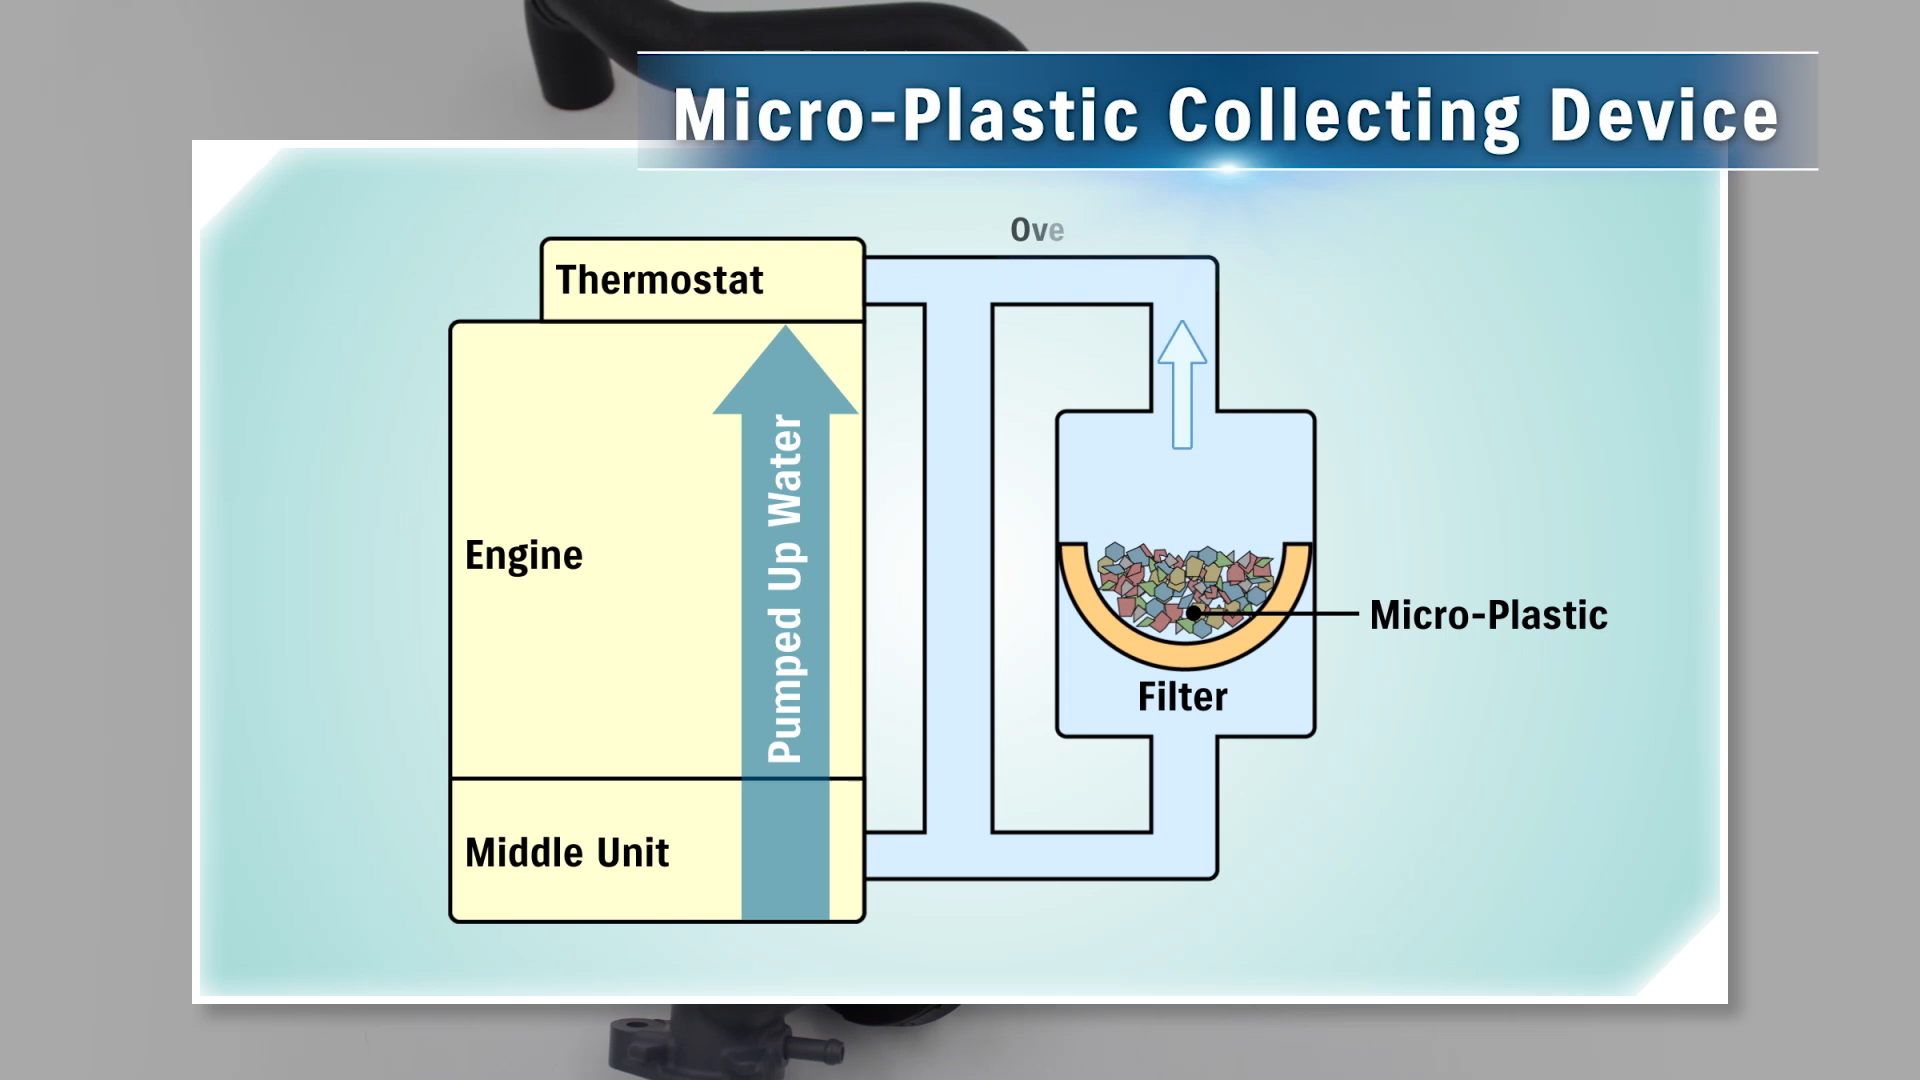 Micro-Plastic Collecting Device
Ove
Thermostat
Pumped Up Water
Engine
Micro-Plastic
Filter
Middle Unit